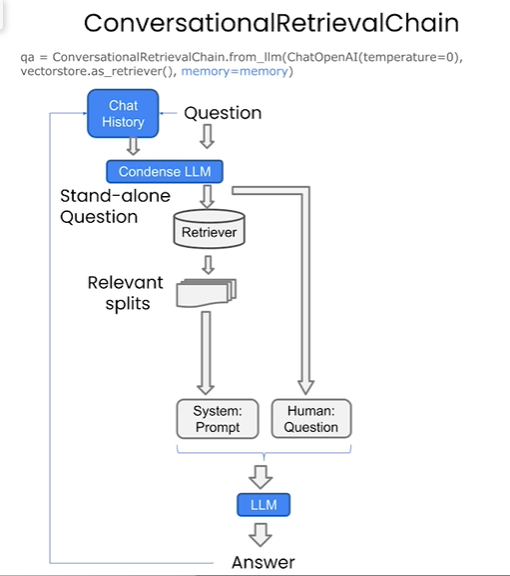 ConversationalRetrievalChain
qa = ConversationalRetrievalChain.from_llm(ChatOpenAI(temperature=0),
vectorstore.as_retriever(), memory=memory)
Chat
History
Question
Condense LLM
Stand-alone
Question
Retriever
Relevant
splits
System:
Prompt
Human:
Question
LLM
Answer